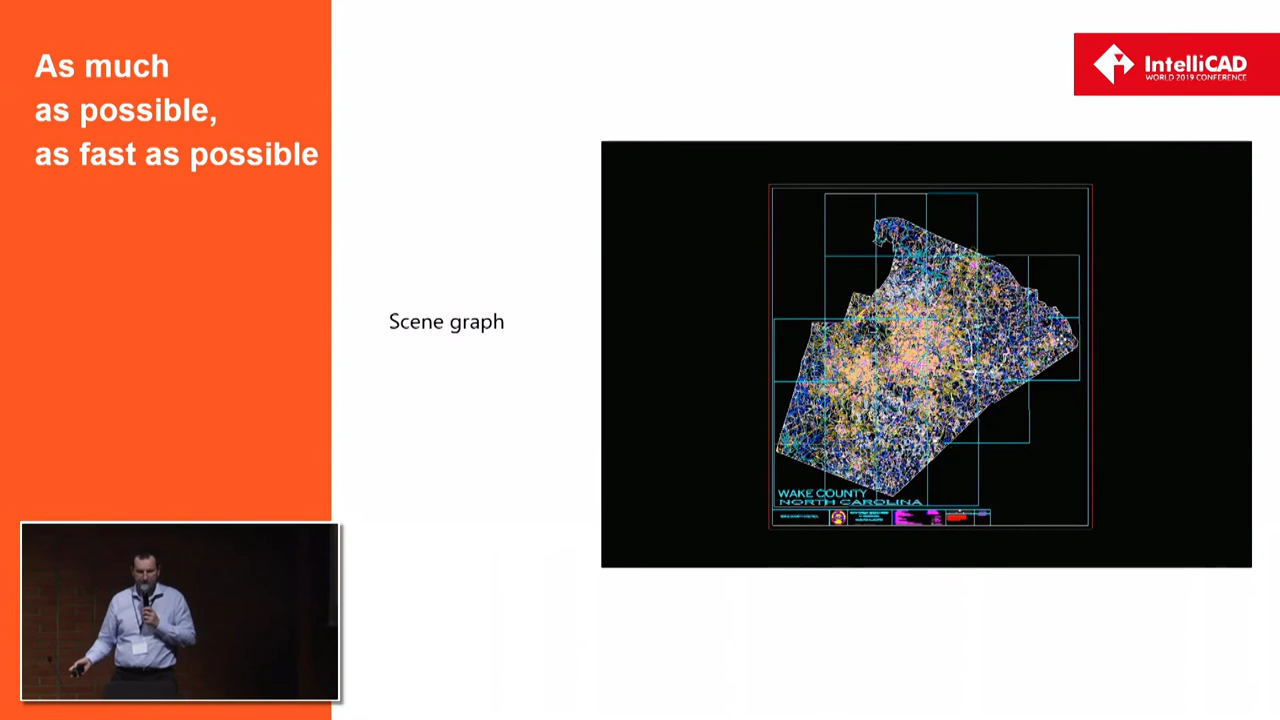 As much
as possible,
as fast as possible
IntelliCAD
WORLD 2019 CONFERENCE
Scene graph
WAKE COUNTY
NORTH CAROLINA